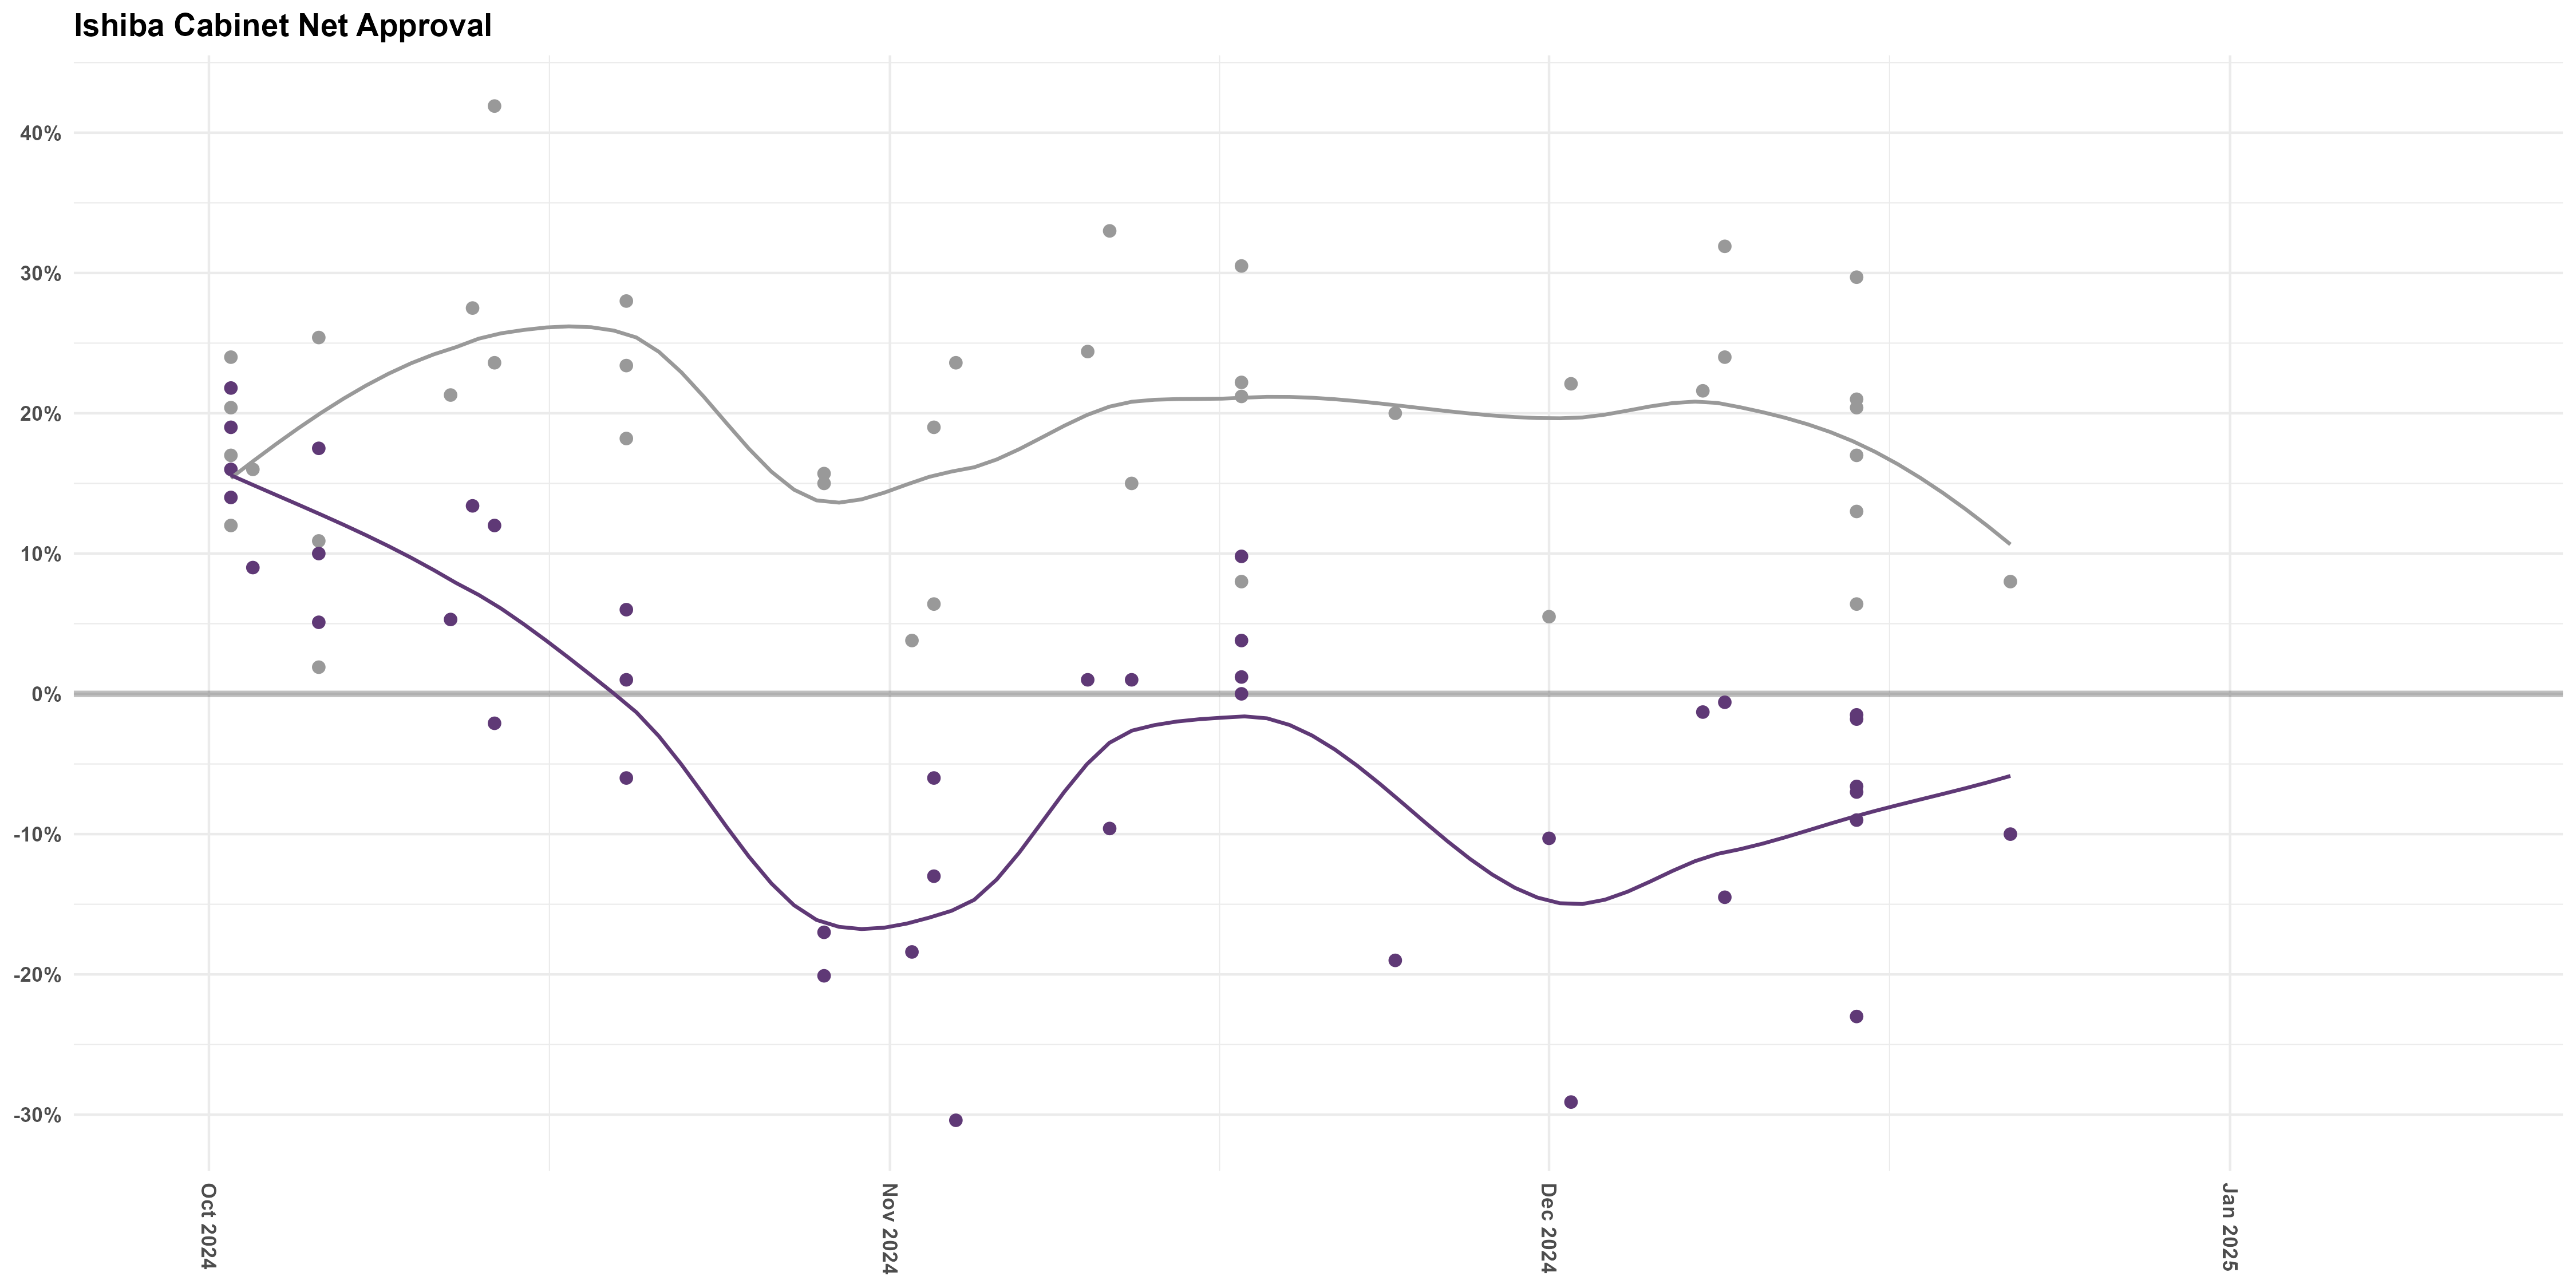 Ishiba Cabinet Net Approval
40%
30%
20%
10%
0%
-10%
-20%
-30%
Oct 2024
Nov 2024
Dec 2024
Jan 2025